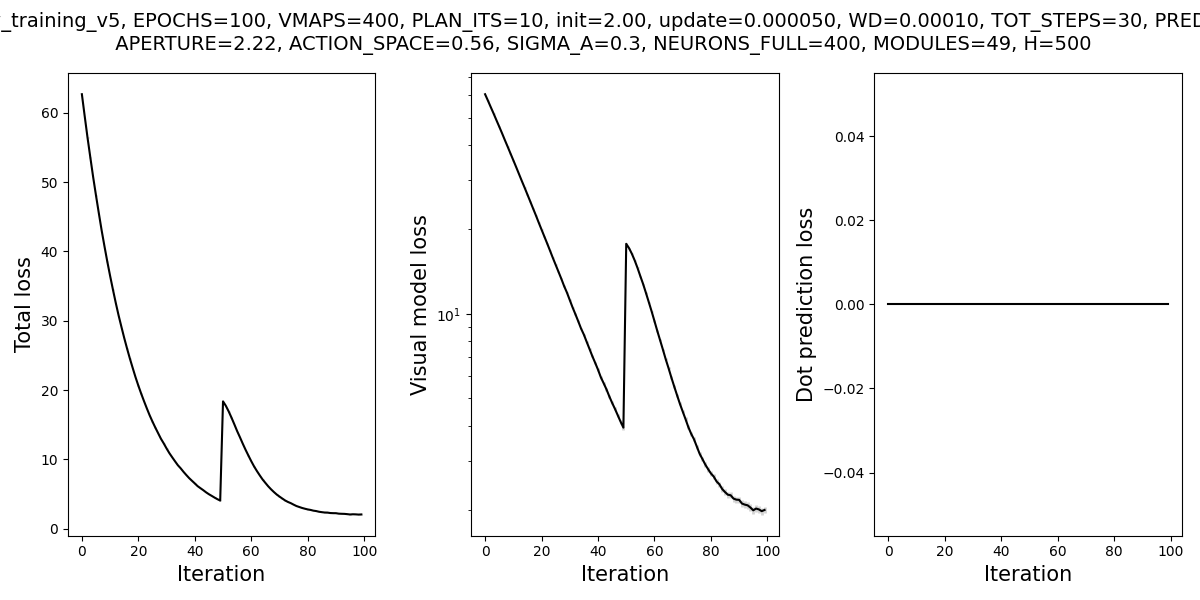 _training_v5, EPOCHS=100, VMAPS=400, PLAN_ITS=10, init=2.00, update=0.000050, WD=0.00010, TOT_STEPS=30, PRED
APERTURE=2.22, ACTION_SPACE=0.56, SIGMA_A=0.3, NEURONS_FULL=400, MODULES=49, H=500
60
50
40
30
20
10
0
Total loss
0 20 40 60 80 100
Iteration
10^1
Visual model loss
0 20 40 60 80 100
Iteration
0.04
0.02
0.00
−0.02
−0.04
Dot prediction loss
0 20 40 60 80 100
Iteration